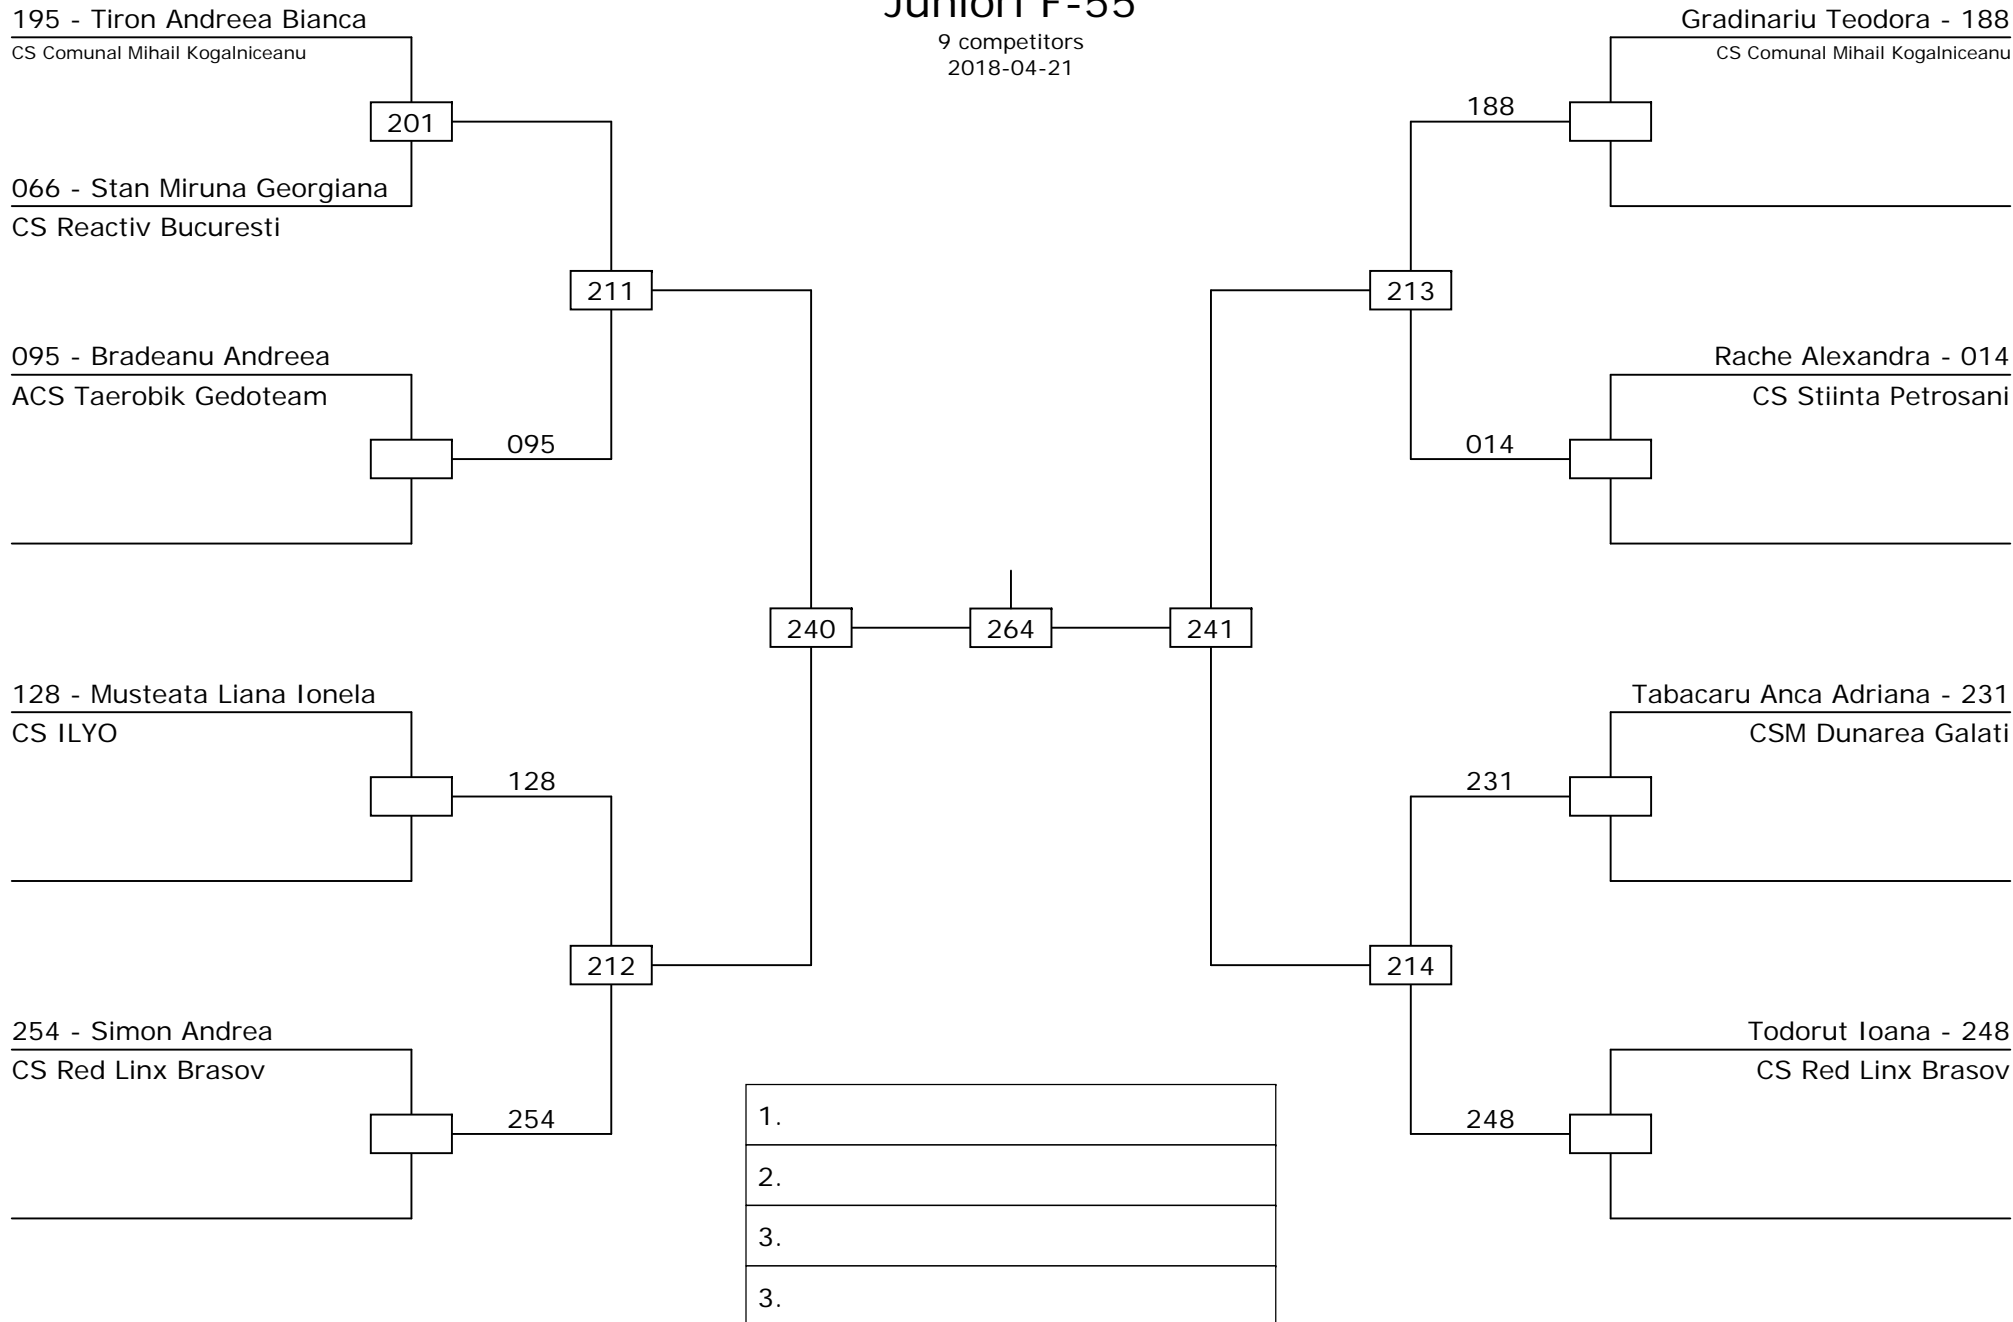 Juniori F-55
9 competitors
2018-04-21
195 - Tiron Andreea Bianca
CS Comunal Mihail Kogalniceanu
201
066 - Stan Miruna Georgiana
CS Reactiv Bucuresti
211
095 - Bradeanu Andreea
ACS Taerobik Gedoteam
095
240
128 - Musteata Liana Ionela
CS ILYO
128
212
254 - Simon Andrea
CS Red Linx Brasov
254
264
Gradinariu Teodora - 188
CS Comunal Mihail Kogalniceanu
188
213
Rache Alexandra - 014
CS Stiinta Petrosani
014
241
Tabacaru Anca Adriana - 231
CSM Dunarea Galati
231
214
Todorut Ioana - 248
CS Red Linx Brasov
248
1.
2.
3.
3.